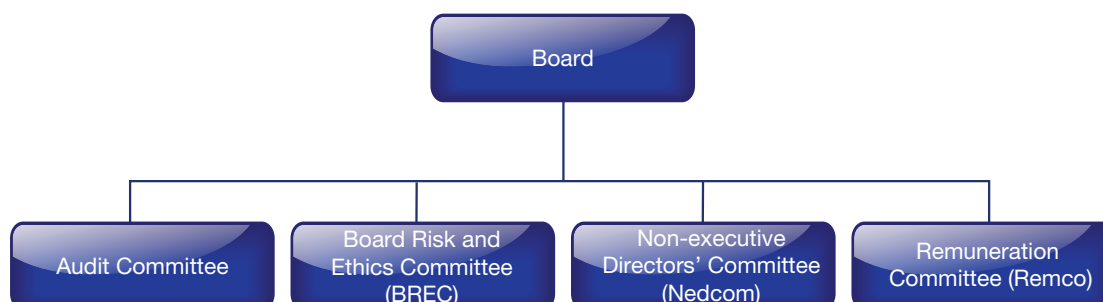 Board
Audit Committee
Board Risk and
Ethics Committee
(BREC)
Non-executive
Directors’ Committee
(Nedcom)
Remuneration
Committee (Remco)